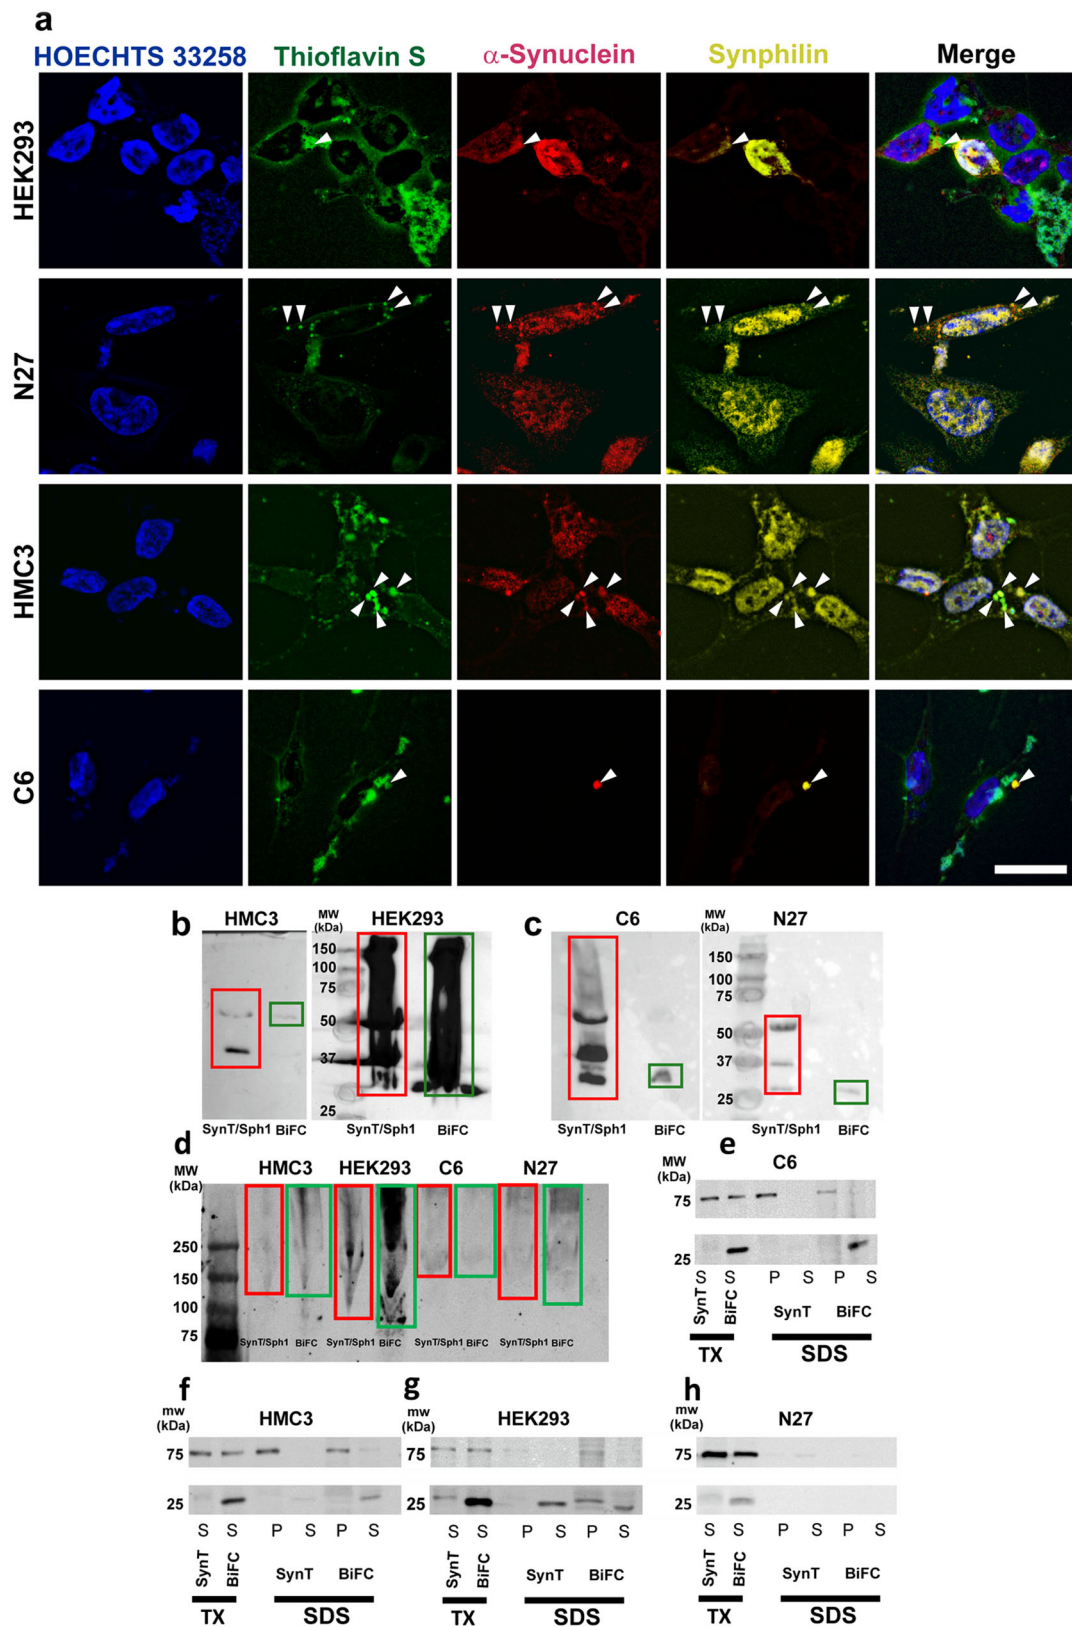 a
HOECHTS 33258 Thioflavin S α-Synuclein Synphilin Merge
HEK293
N27
HMC3
C6
b HMC3 MW (kDa) HEK293
150
100
75
50
37
25
SynT/Sph1 BiFC SynT/Sph1 BiFC
c C6 MW (kDa) N27
150
100
75
50
37
25
SynT/Sph1 BiFC SynT/Sph1 BiFC
d
MW (kDa) HMC3 HEK293 C6 N27
250
150
100
75
SynT/Sph1 BiFC SynT/Sph1 BiFC SynT/Sph1 BiFC SynT/Sph1 BiFC
e
MW (kDa) C6
75
25
S S P S P S
SynT BiFC SynT BiFC
TX SDS
f
mw (kDa) HMC3
75
25
S S P S P S
SynT BiFC SynT BiFC
TX SDS
g
mw (kDa) HEK293
75
25
S S P S P S
SynT BiFC SynT BiFC
TX SDS
h
mw (kDa) N27
75
25
S S P S P S
SynT BiFC SynT BiFC
TX SDS